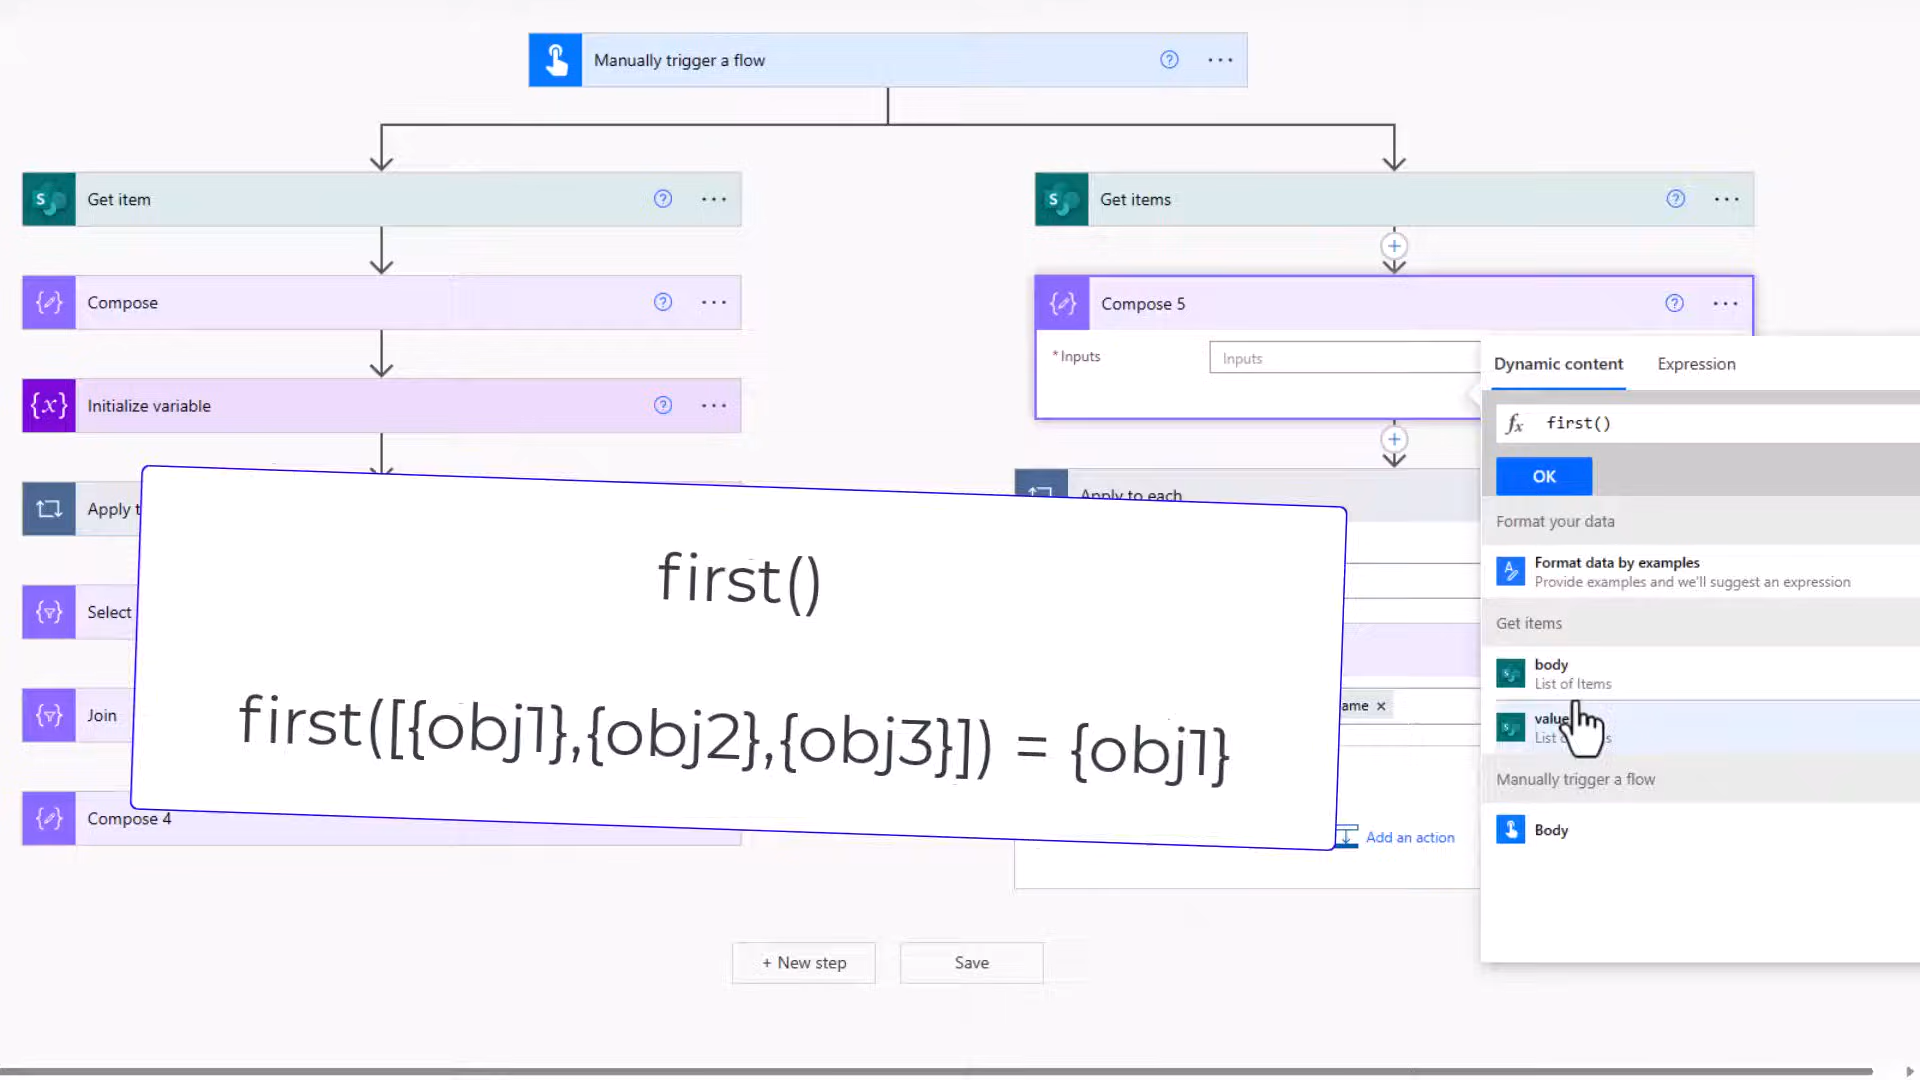 Manually trigger a flow
Get item
Get items
Compose
Compose 5
* Inputs
Inputs
Dynamic content
Expression
Initialize variable
fx first()
OK
Apply t
Apply to each
Format your data
Format data by examples
Provide examples and we'll suggest an expression
first()
Select
Get items
body
List of Items
ame ×
first([{obj1},{obj2},{obj3}]) = {obj1}
Join
value
List
Manually trigger a flow
Compose 4
Body
Add an action
+ New step
Save